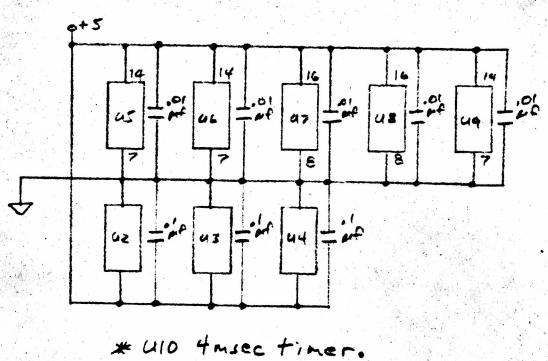 +5
14 14 16 16 14
U5 .01 µf U6 .01 µf U7 .01 µf U8 .01 µf U9 .01 µf
7 7 8 8 7
U2 .1 µf U3 .1 µf U4 .1 µf
* U10 4msec timer.